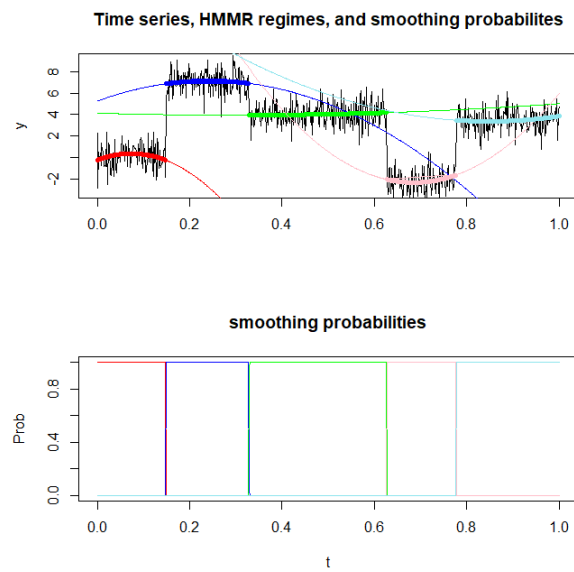 Time series, HMMR regimes, and smoothing probabilites
y
8
6
4
2
-2
0.0 0.2 0.4 0.6 0.8 1.0
smoothing probabilities
Prob
0.8
0.4
0.0
0.0 0.2 0.4 0.6 0.8 1.0
t